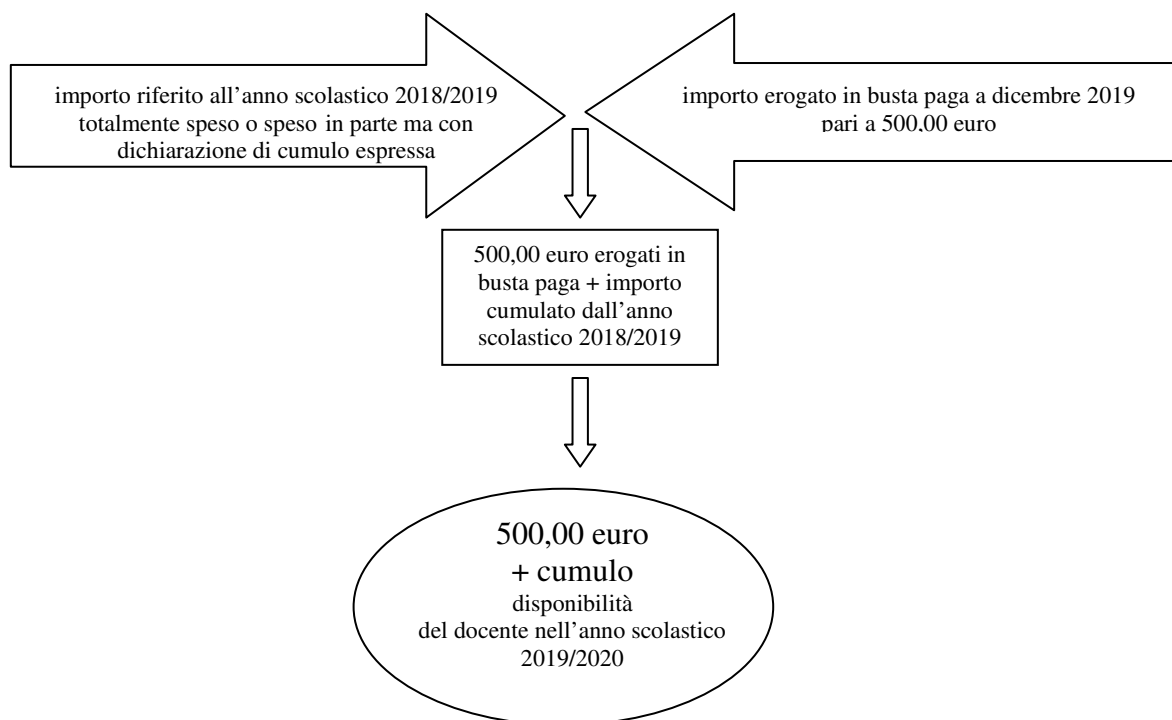 importo riferito all'anno scolastico 2018/2019
totalmente speso o speso in parte ma con
dichiarazione di cumulo espressa
importo erogato in busta paga a dicembre 2019
pari a 500,00 euro
500,00 euro erogati in
busta paga + importo
cumulato dall'anno
scolastico 2018/2019
500,00 euro
+ cumulo
disponibilità
del docente nell'anno scolastico
2019/2020